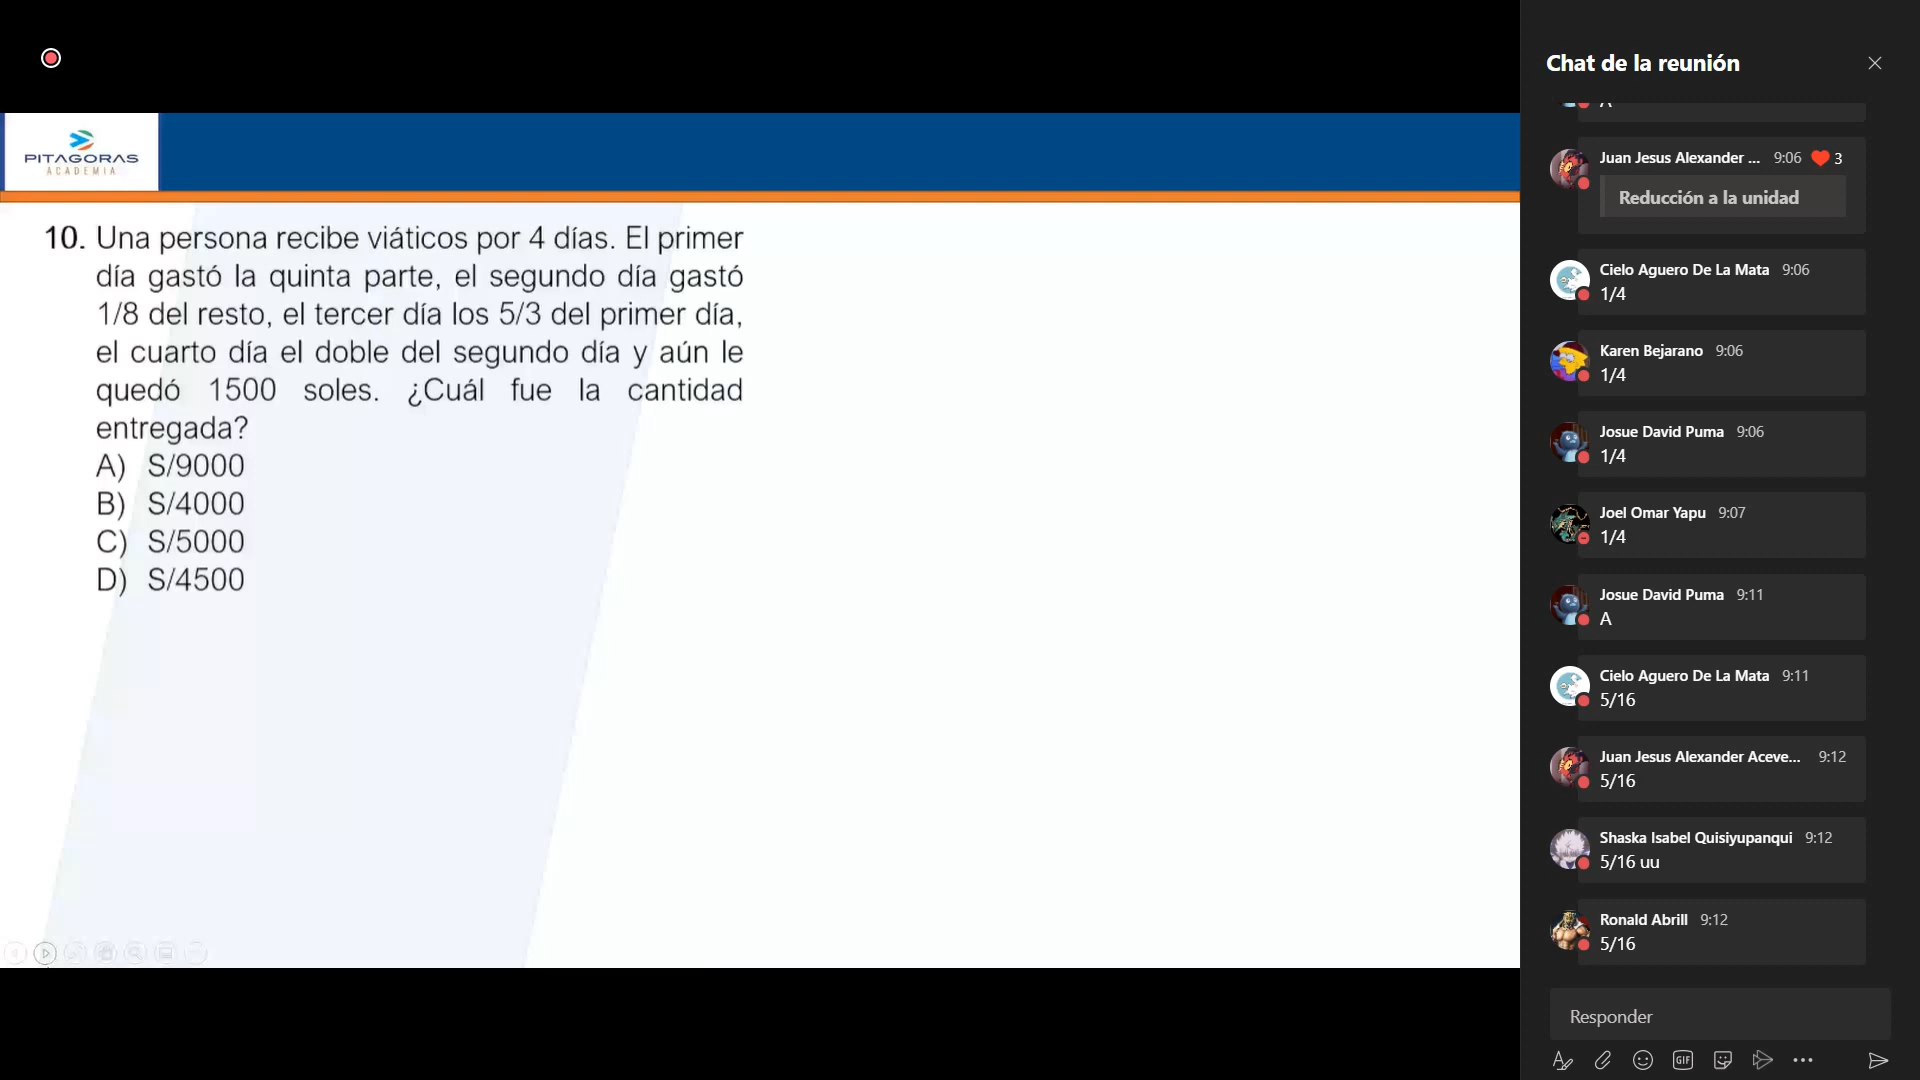 PITAGORAS
ACADEMIA
10. Una persona recibe viáticos por 4 días. El primer
día gastó la quinta parte, el segundo día gastó
1/8 del resto, el tercer día los 5/3 del primer día,
el cuarto día el doble del segundo día y aún le
quedó 1500 soles. ¿Cuál fue la cantidad
entregada?
A) S/9000
B) S/4000
C) S/5000
D) S/4500
Chat de la reunión
Juan Jesus Alexander ... 9:06 3
Reducción a la unidad
Cielo Aguero De La Mata 9:06
1/4
Karen Bejarano 9:06
1/4
Josue David Puma 9:06
1/4
Joel Omar Yapu 9:07
1/4
Josue David Puma 9:11
A
Cielo Aguero De La Mata 9:11
5/16
Juan Jesus Alexander Aceve... 9:12
5/16
Shaska Isabel Quisiyupanqui 9:12
5/16 uu
Ronald Abrill 9:12
5/16
Responder
GIF